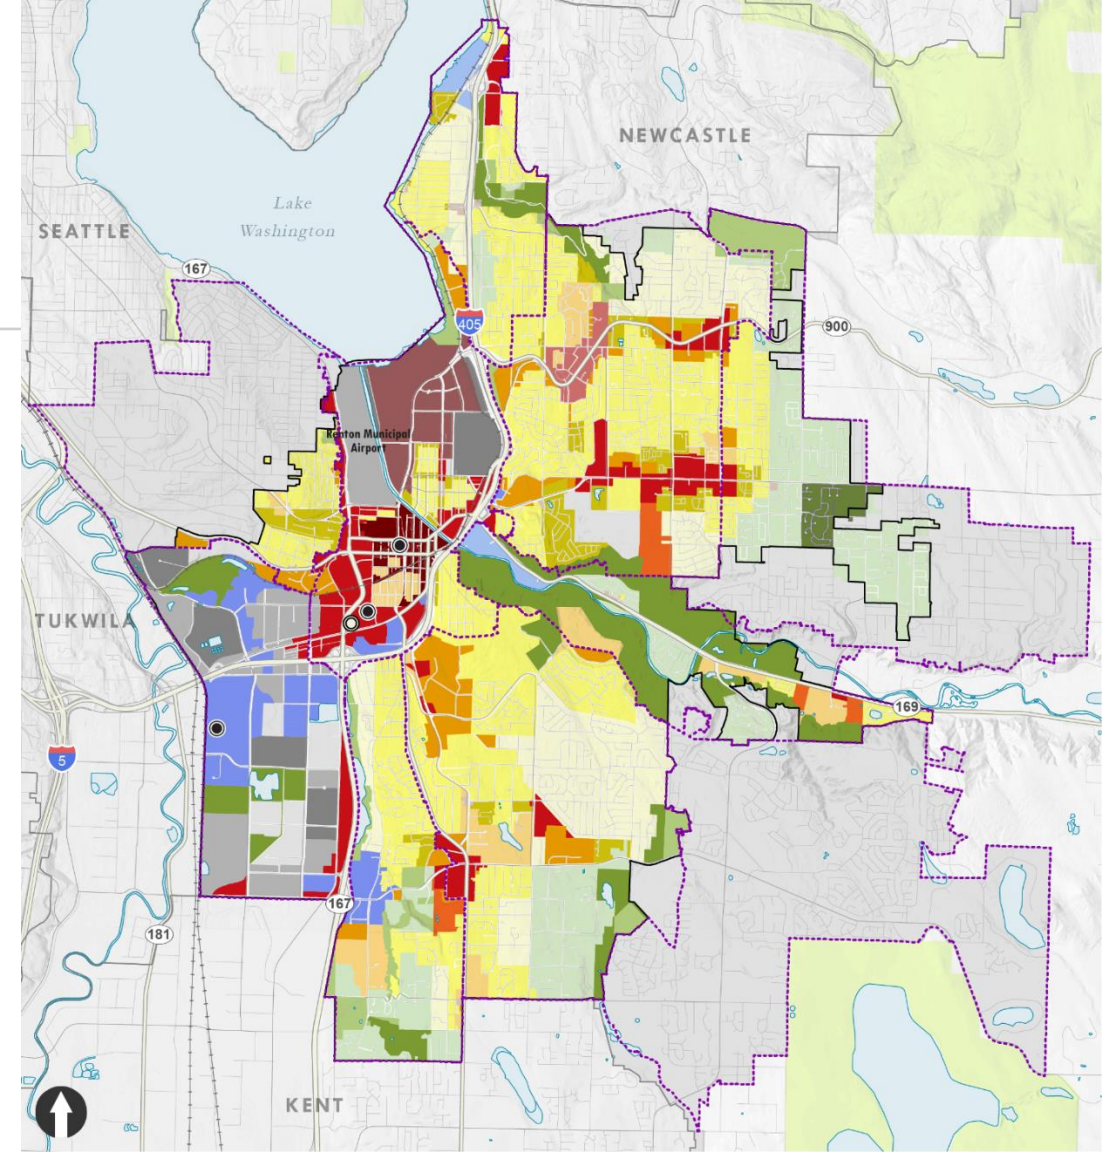 NEWCASTLE
Lake
Washington
SEATTLE
167
405
900
Renton Municipal
Airport
TUKWILA
169
5
167
181
KENT